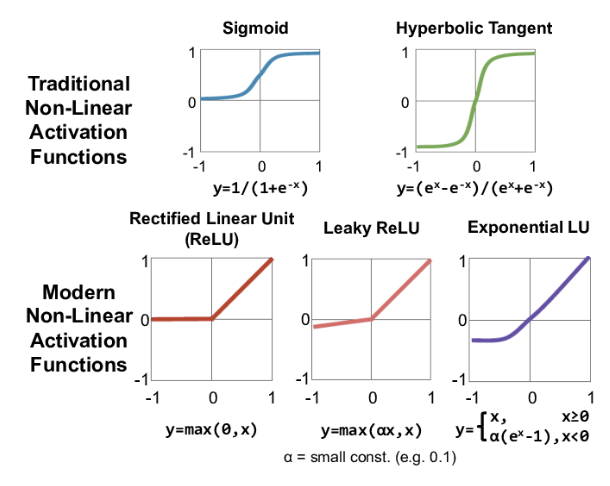 Sigmoid
Hyperbolic Tangent
Traditional
Non-Linear
Activation
Functions
1
0
-1
-1 0 1
y=1/(1+e⁻ˣ)
1
0
-1
-1 0 1
y=(eˣ-e⁻ˣ)/(eˣ+e⁻ˣ)
Rectified Linear Unit
(ReLU)
Leaky ReLU
Exponential LU
Modern
Non-Linear
Activation
Functions
1
0
-1
-1 0 1
y=max(0,x)
1
0
-1
-1 0 1
y=max(αx,x)
1
0
-1
-1 0 1
y={x, x≥0
α(eˣ-1),x<0
α = small const. (e.g. 0.1)